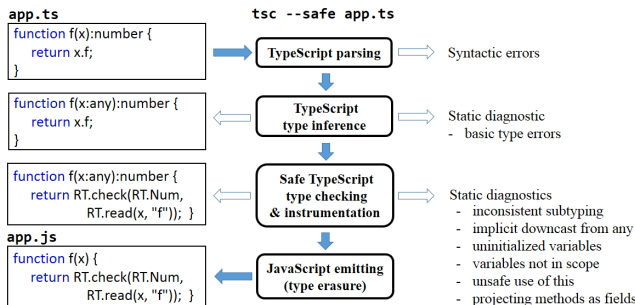 app.ts
tsc --safe app.ts
function f(x):number {
return x.f;
}
TypeScript parsing
Syntactic errors
function f(x:any):number {
return x.f;
}
TypeScript
type inference
Static diagnostic
- basic type errors
function f(x:any):number {
return RT.check(RT.Num,
RT.read(x, "f")); }
Safe TypeScript
type checking
& instrumentation
Static diagnostics
- inconsistent subtyping
- implicit downcast from any
- uninitialized variables
- variables not in scope
- unsafe use of this
- projecting methods as fields
app.js
function f(x) {
return RT.check(RT.Num,
RT.read(x, "f")); }
JavaScript emitting
(type erasure)